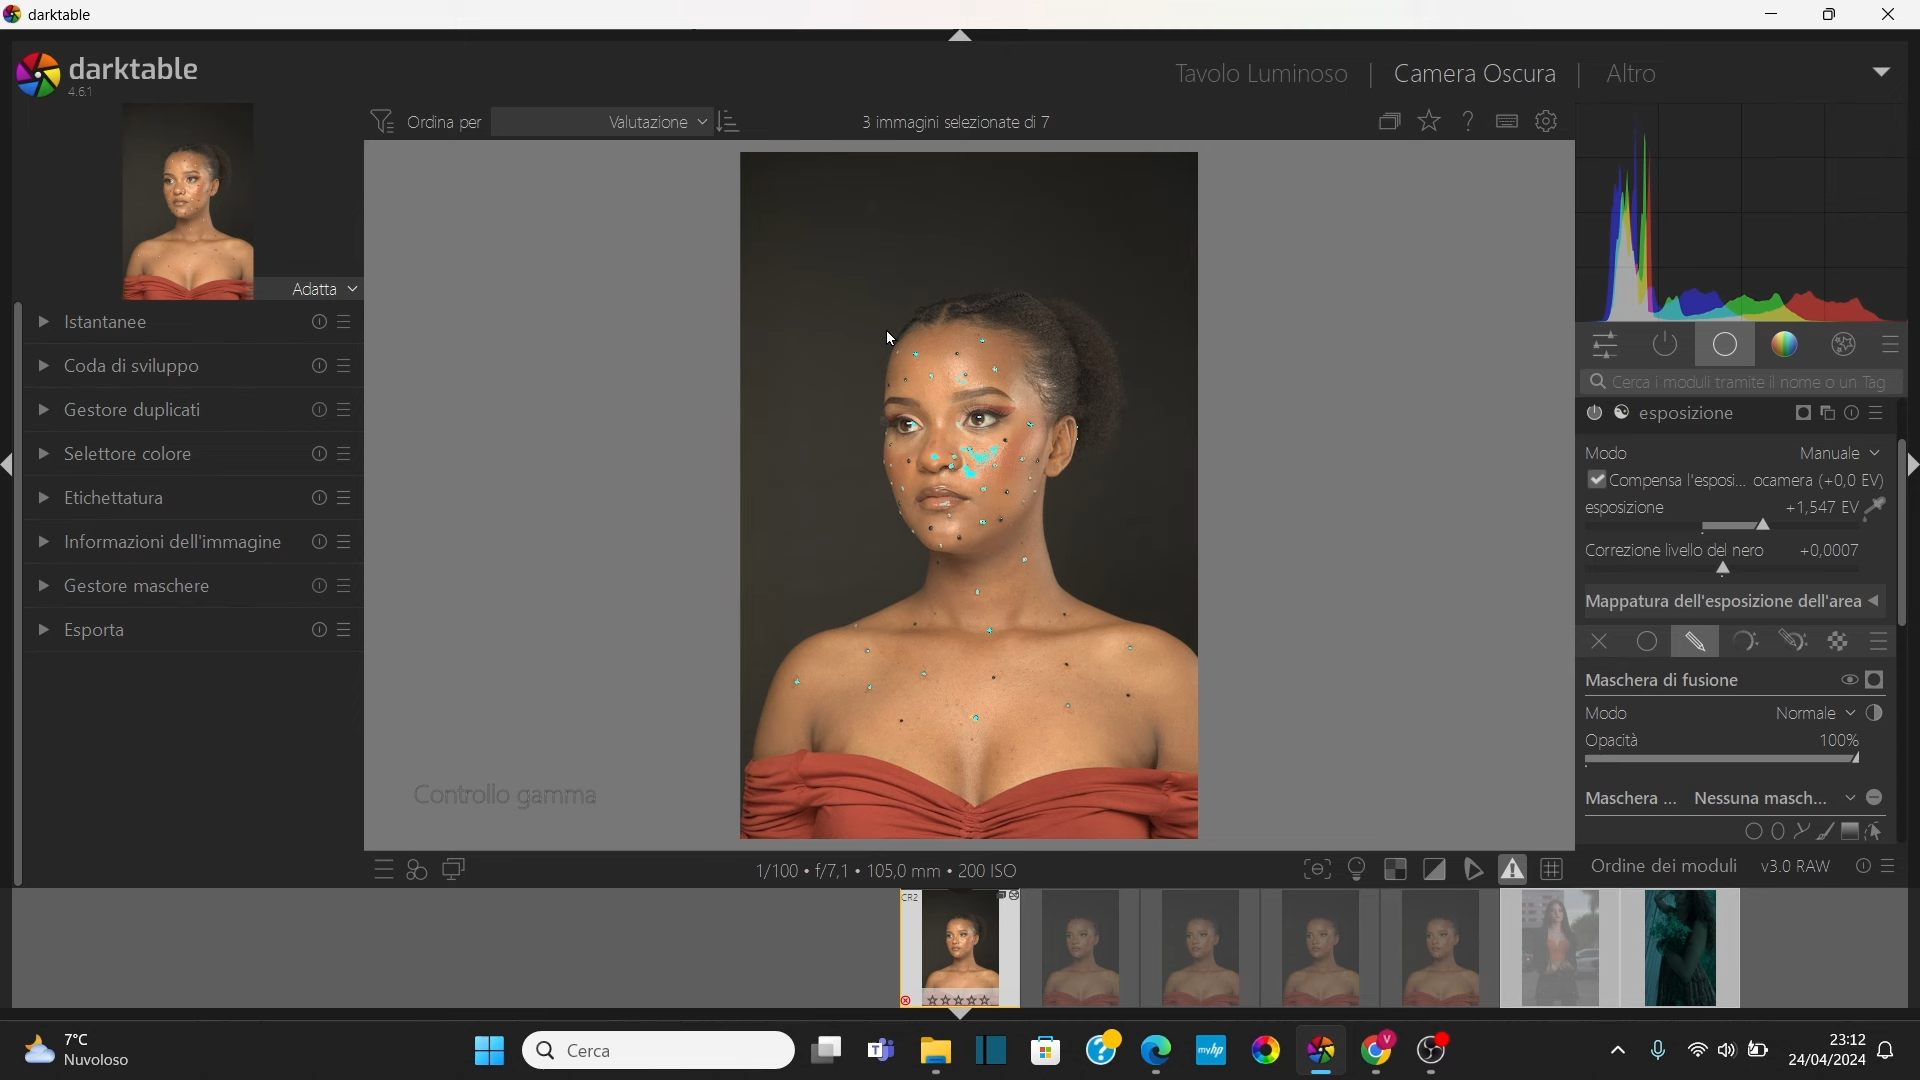 darktable
darktable
4.6.1
Tavolo Luminoso | Camera Oscura | Altro
Ordina per Valutazione
3 immagini selezionate di 7
Adatta
Istantanee
Coda di sviluppo
Gestore duplicati
Selettore colore
Etichettatura
Informazioni dell'immagine
Gestore maschere
Esporta
Controllo gamma
1/100 • f/7,1 • 105,0 mm • 200 ISO
Cerca i moduli tramite il nome o un Tag
esposizione
Modo Manuale
Compensa l'esposi... ocamera (+0,0 EV)
esposizione +1,547 EV
Correzione livello del nero +0,0007
Mappatura dell'esposizione dell'area
Maschera di fusione
Modo Normale
Opacità 100%
Maschera ... Nessuna masch...
Ordine dei moduli v3.0 RAW
CR2
7°C
Nuvoloso
Cerca
myhp
V
23:12
24/04/2024